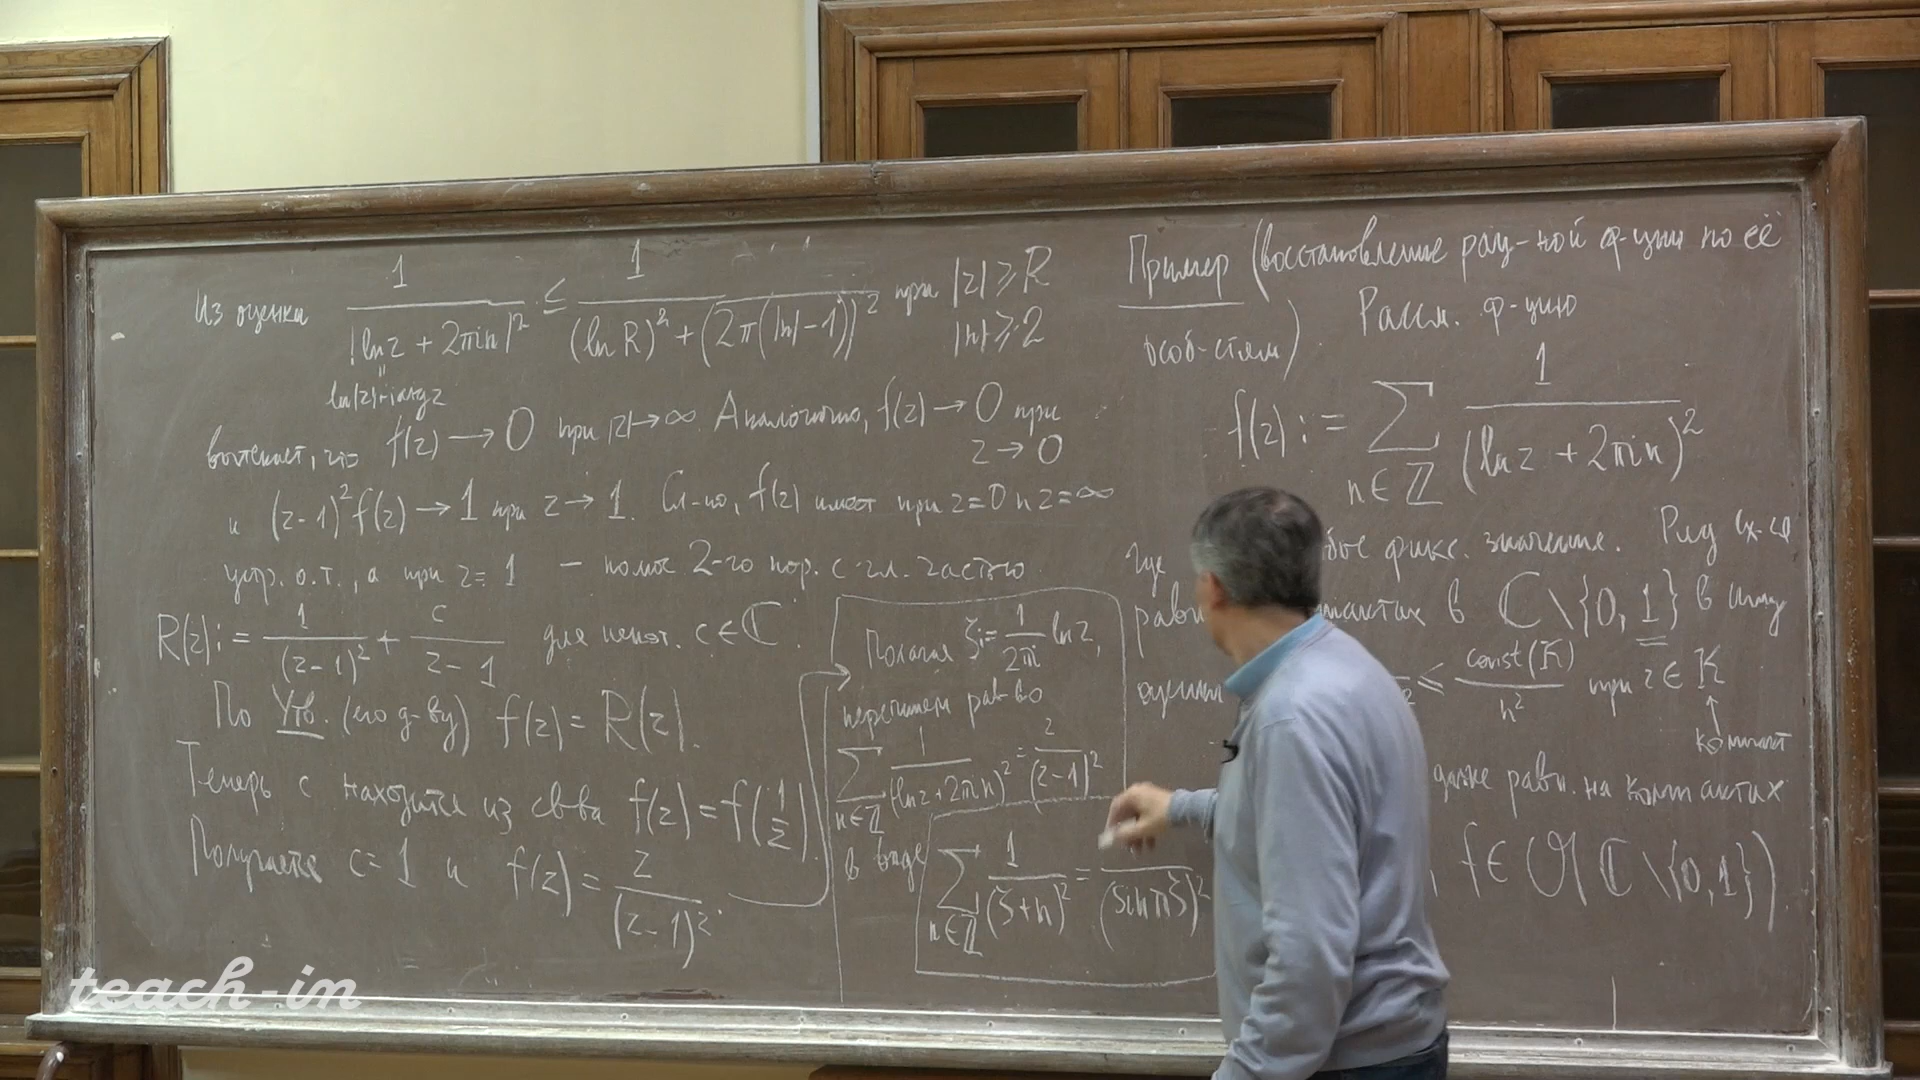 Пример (восстановление рац-ной ф-ции по её
особ-стям) Рассм. ф-цию
f(z) := ∑_{n∈ℤ} 1/(ln z + 2πin)²
где бые фикс. значение. Ряд сх-ся
равн в ℂ∖{0, 1} в силу
оценки ≤ const(K)/n² при z ∈ K
компакт
даже равн. на компактах
, f ∈ O(ℂ∖{0,1}).
Из оценки 1/|ln z + 2πin|² ≤ 1/((ln R)² + (2π(|n|-1))²) при |z| ≥ R
|n| ≥ 2
ln|z|+i arg z
вытекает, что f(z) → 0 при |z| → ∞. Аналогично, f(z) → 0 при
z → 0
и (z-1)² f(z) → 1 при z → 1. Сл-но, f(z) имеет при z=0 и z=∞
устр. о.т., а при z = 1 – полюс 2-го пор. с гл. частью
R(z) := 1/(z-1)² + c/(z-1) для некот. c ∈ ℂ.
По Утв. (его д-ву) f(z) = R(z).
Теперь c находится из св-ва f(z) = f(1/z).
Получаете c = 1 и f(z) = z/(z-1)².
Полагая ζ := 1/2πi ln z,
перепишем рав-во
∑_{n∈ℤ} 1/(ln z + 2πin)² = z/(z-1)²
в виде
∑_{n∈ℤ} 1/(ζ+n)² = /(sin πζ)²
teach-in